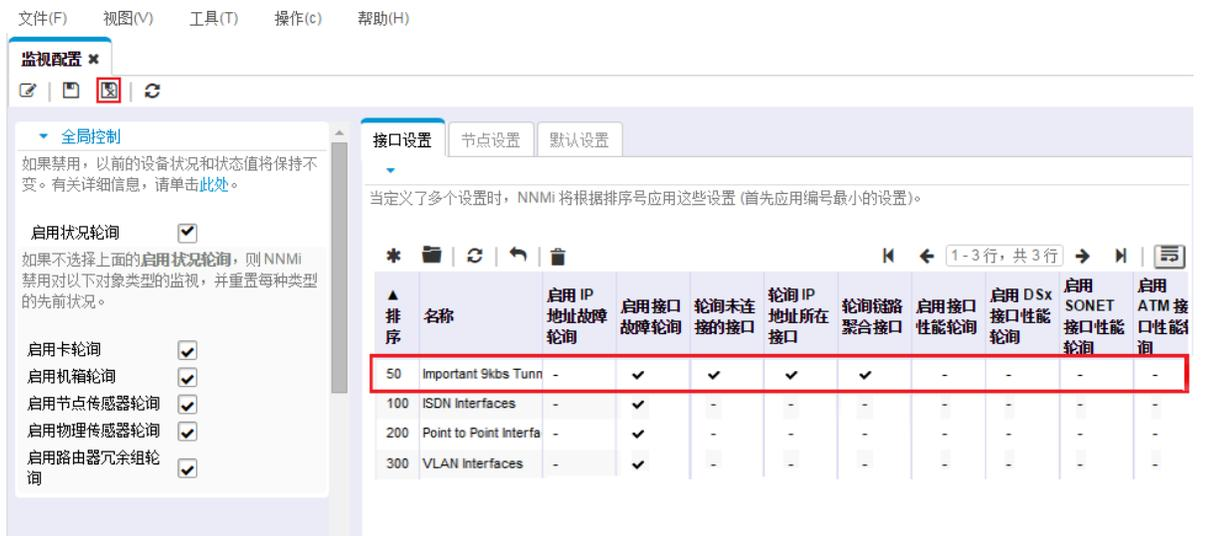 文件(F) 视图(V) 工具(T) 操作(c) 帮助(H)
监视配置
全局控制
如果禁用，以前的设备状况和状态值将保持不
变。有关详细信息，请单击此处。
启用状况轮询
如果不选择上面的启用状况轮询，则 NNMi
禁用对以下对象类型的监视，并重置每种类型
的先前状况。
启用卡轮询
启用机箱轮询
启用节点传感器轮询
启用物理传感器轮询
启用路由器冗余组轮
询
接口设置 节点设置 默认设置
当定义了多个设置时，NNMi 将根据排序号应用这些设置 (首先应用编号最小的设置)。
1 - 3 行，共 3 行
▲
排
序
名称
启用 IP
地址故障
轮询
启用接口
故障轮询
轮询未连
接的接口
轮询 IP
地址所在
接口
轮询链路
聚合接口
启用接口
性能轮询
启用 DSx
接口性能
轮询
启用
SONET
接口性能
轮询
启用
ATM 接
口性能
询
50 Important 9kbs Tunn - ✓ ✓ ✓ ✓ - - - -
100 ISDN Interfaces - ✓ - - - - - - -
200 Point to Point Interfa - ✓ - - - - - - -
300 VLAN Interfaces - ✓ - - - - - - -